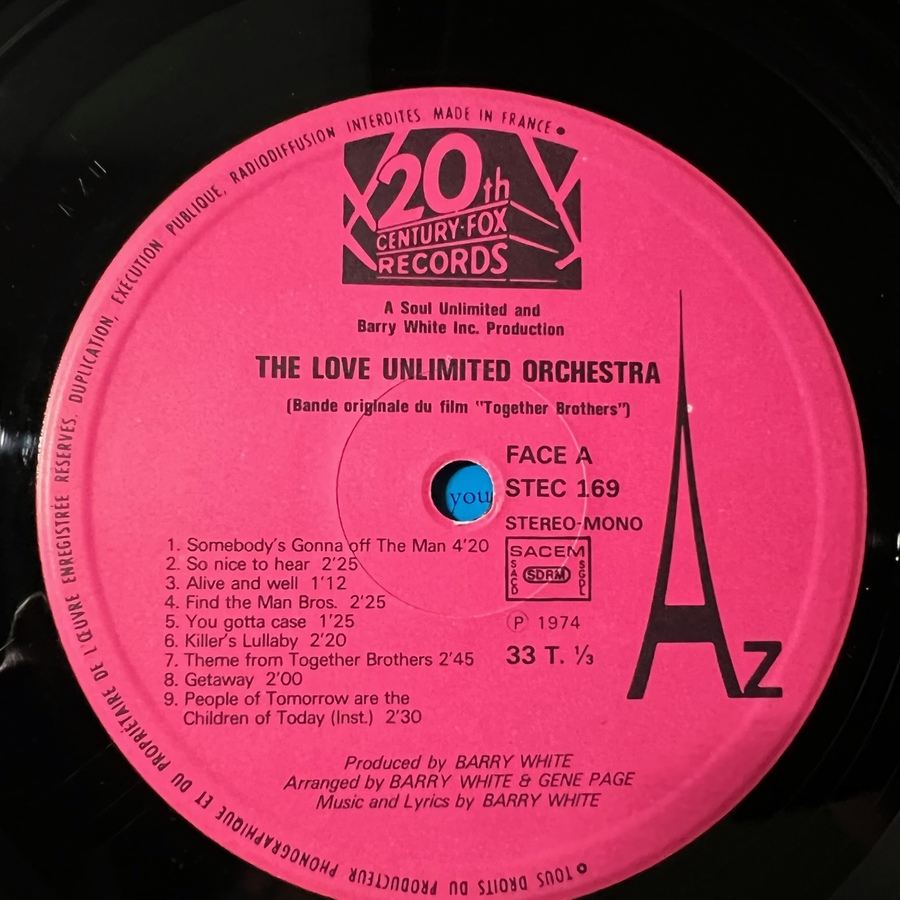 TOUS DROITS DU PRODUCTEUR PHONOGRAPHIQUE ET DU PROPRIÉTAIRE DE L'ŒUVRE ENREGISTRÉE RESERVES. DUPLICATION, EXECUTION PUBLIQUE, RADIODIFFUSION INTERDITES MADE IN FRANCE
20th
CENTURY-FOX
RECORDS
A Soul Unlimited and
Barry White Inc. Production
THE LOVE UNLIMITED ORCHESTRA
(Bande originale du film "Together Brothers")
FACE A
STEC 169
you
STEREO-MONO
SACEM
SACD SDRM SGDL
Ⓟ 1974
33 T. ⅓
AZ
1. Somebody's Gonna off The Man 4'20
2. So nice to hear 2'25
3. Alive and well 1'12
4. Find the Man Bros. 2'25
5. You gotta case 1'25
6. Killer's Lullaby 2'20
7. Theme from Together Brothers 2'45
8. Getaway 2'00
9. People of Tomorrow are the
Children of Today (Inst.) 2'30
Produced by BARRY WHITE
Arranged by BARRY WHITE & GENE PAGE
Music and Lyrics by BARRY WHITE